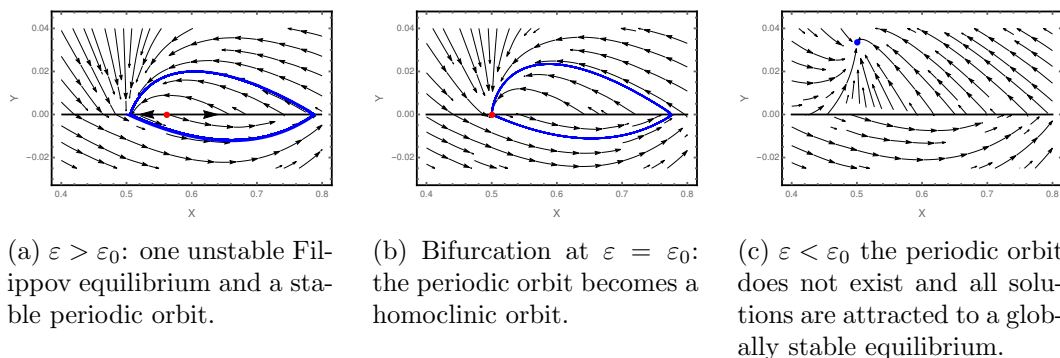 0.04
0.02
0.00
−0.02
Y
0.4 0.5 0.6 0.7 0.8
X
0.04
0.02
0.00
−0.02
Y
0.4 0.5 0.6 0.7 0.8
X
0.04
0.02
0.00
−0.02
Y
0.4 0.5 0.6 0.7 0.8
X
(a) ε > ε₀: one unstable Fil-
ippov equilibrium and a sta-
ble periodic orbit.
(b) Bifurcation at ε = ε₀:
the periodic orbit becomes a
homoclinic orbit.
(c) ε < ε₀ the periodic orbit
does not exist and all solu-
tions are attracted to a glob-
ally stable equilibrium.